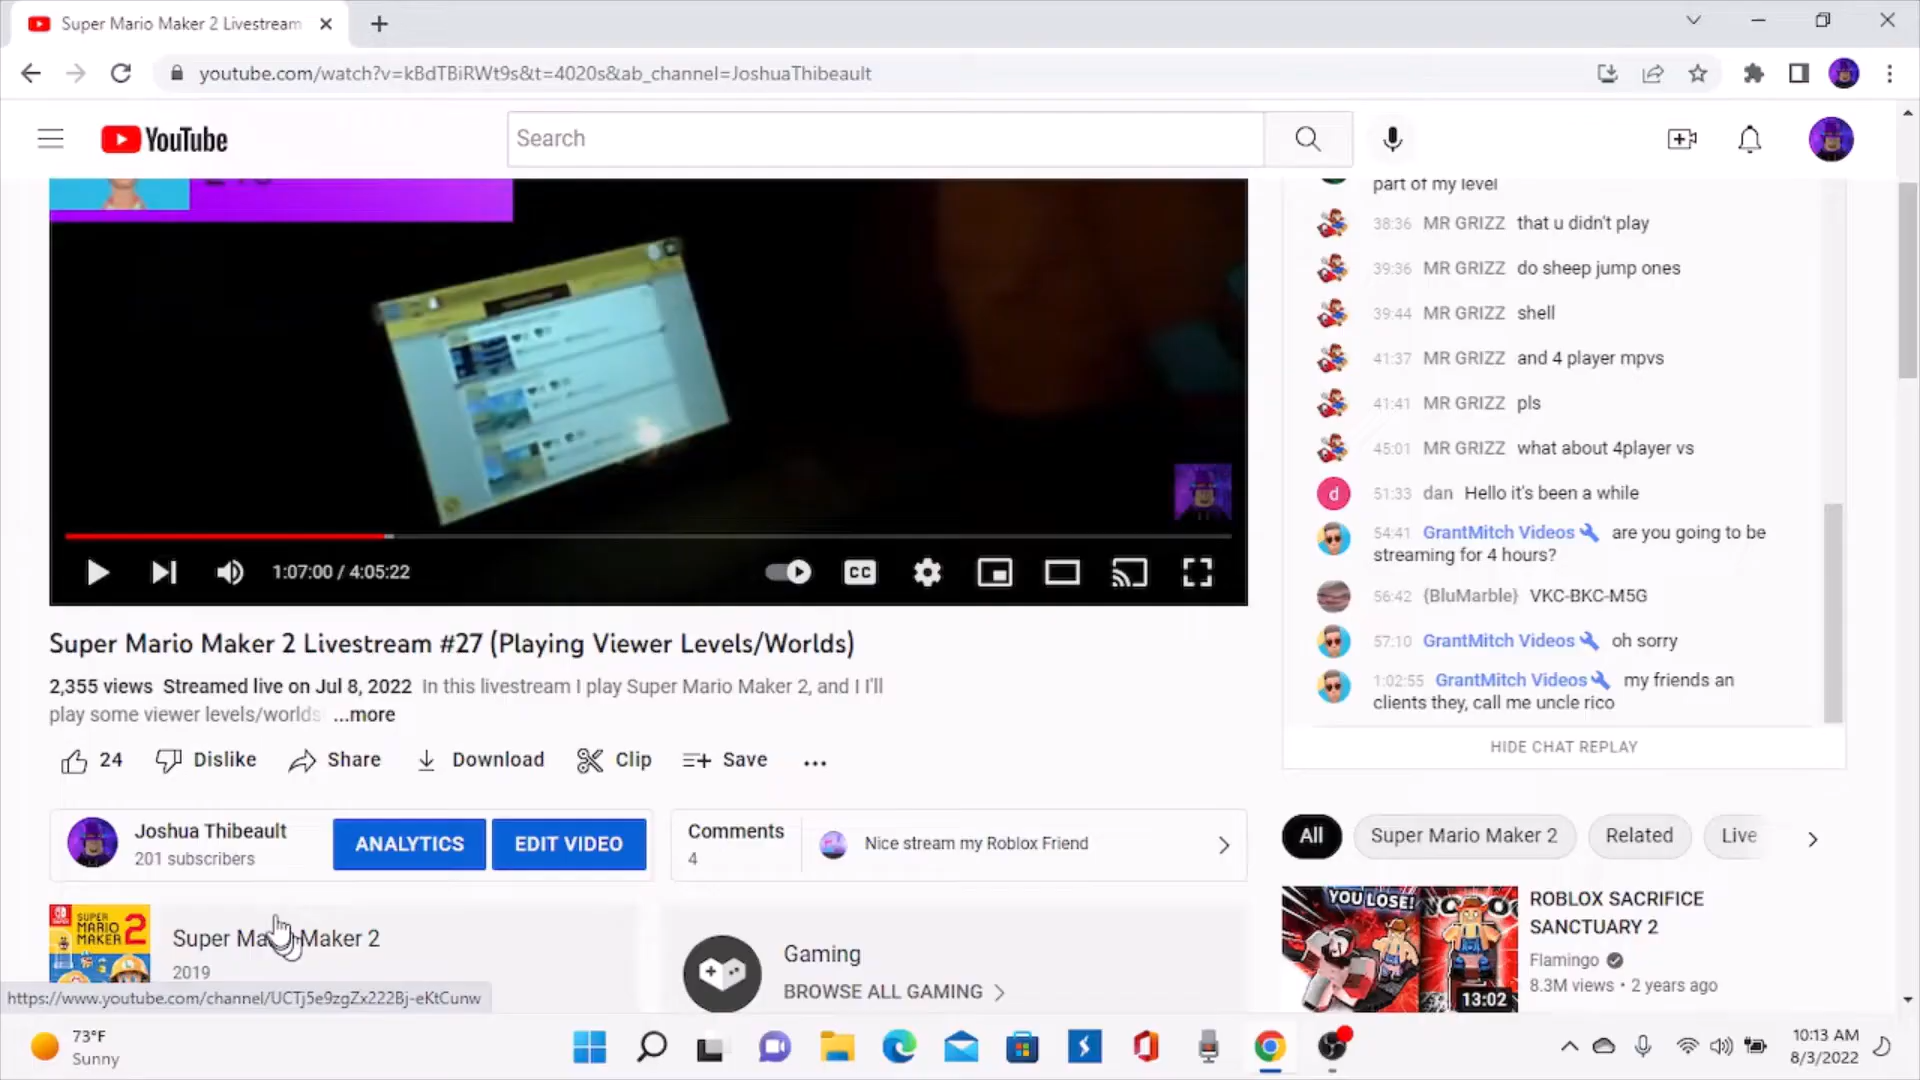 Super Mario Maker 2 Livestream
youtube.com/watch?v=kBdTBiRWt9s&t=4020s&ab_channel=JoshuaThibeault
YouTube
Search
part of my level
38:36 MR GRIZZ that u didn't play
39:36 MR GRIZZ do sheep jump ones
39:44 MR GRIZZ shell
41:37 MR GRIZZ and 4 player mpvs
41:41 MR GRIZZ pls
45:01 MR GRIZZ what about 4player vs
d 51:33 dan Hello it's been a while
54:41 GrantMitch Videos are you going to be
streaming for 4 hours?
56:42 (BluMarble} VKC-BKC-M5G
57:10 GrantMitch Videos oh sorry
1:02:55 GrantMitch Videos my friends an
clients they, call me uncle rico
HIDE CHAT REPLAY
1:07:00 / 4:05:22
CC
Super Mario Maker 2 Livestream #27 (Playing Viewer Levels/Worlds)
2,355 views Streamed live on Jul 8, 2022 In this livestream I play Super Mario Maker 2, and I I'll
play some viewer levels/worlds ...more
24 Dislike Share Download Clip Save ...
Joshua Thibeault
201 subscribers
ANALYTICS
EDIT VIDEO
Comments
4
Nice stream my Roblox Friend
All Super Mario Maker 2 Related Live
SUPER
MARIO
MAKER 2
Super Ma Maker 2
2019
Gaming
BROWSE ALL GAMING
YOU LOSE!
13:02
ROBLOX SACRIFICE
SANCTUARY 2
Flamingo
8.3M views • 2 years ago
https://www.youtube.com/channel/UCTj5e9zgZx222Bj-eKtCunw
73°F
Sunny
10:13 AM
8/3/2022